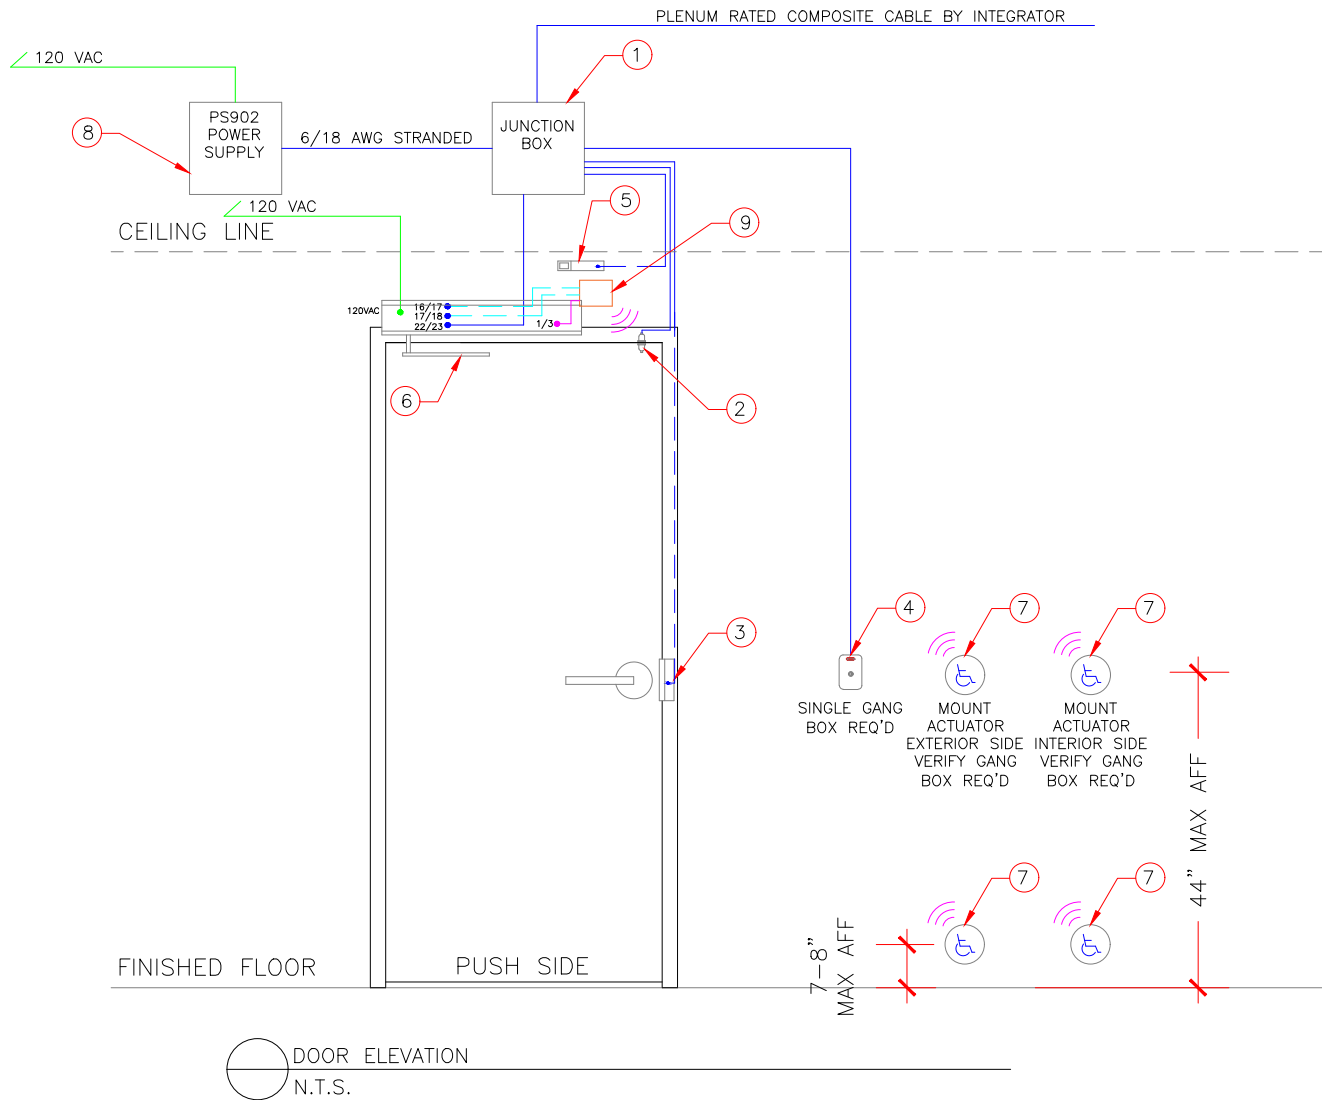 PLENUM RATED COMPOSITE CABLE BY INTEGRATOR
120 VAC
1
PS902
POWER
SUPPLY
8
6/18 AWG STRANDED
JUNCTION
BOX
120 VAC
5
9
CEILING LINE
120VAC
16/17
17/18
22/23
1/3
6
2
3
4
7
7
SINGLE GANG
BOX REQ'D
MOUNT
ACTUATOR
EXTERIOR SIDE
VERIFY GANG
BOX REQ'D
MOUNT
ACTUATOR
INTERIOR SIDE
VERIFY GANG
BOX REQ'D
44" MAX AFF
7
7
7-8"
MAX AFF
FINISHED FLOOR
PUSH SIDE
DOOR ELEVATION
N.T.S.